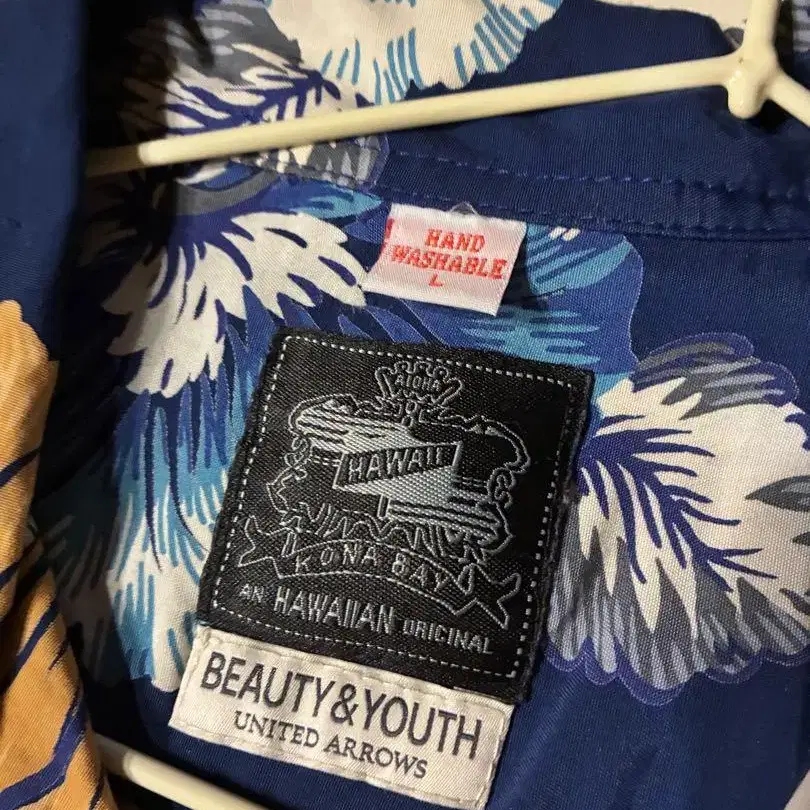 HAND
WASHABLE
L
ALOHA
HAWAII
KONA BAY
AN HAWAIIAN ORIGINAL
BEAUTY&YOUTH
UNITED ARROWS